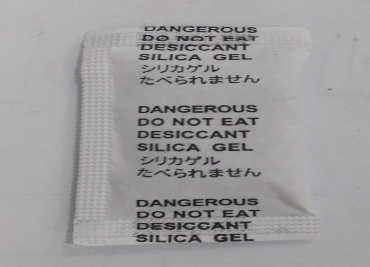 DANGEROUS
DO NOT EAT
DESICCANT
SILICA GEL
シリカゲル
たべられません
DANGEROUS
DO NOT EAT
DESICCANT
SILICA GEL
シリカゲル
たべられません
DANGEROUS
DO NOT EAT
DESICCANT
SILICA GEL